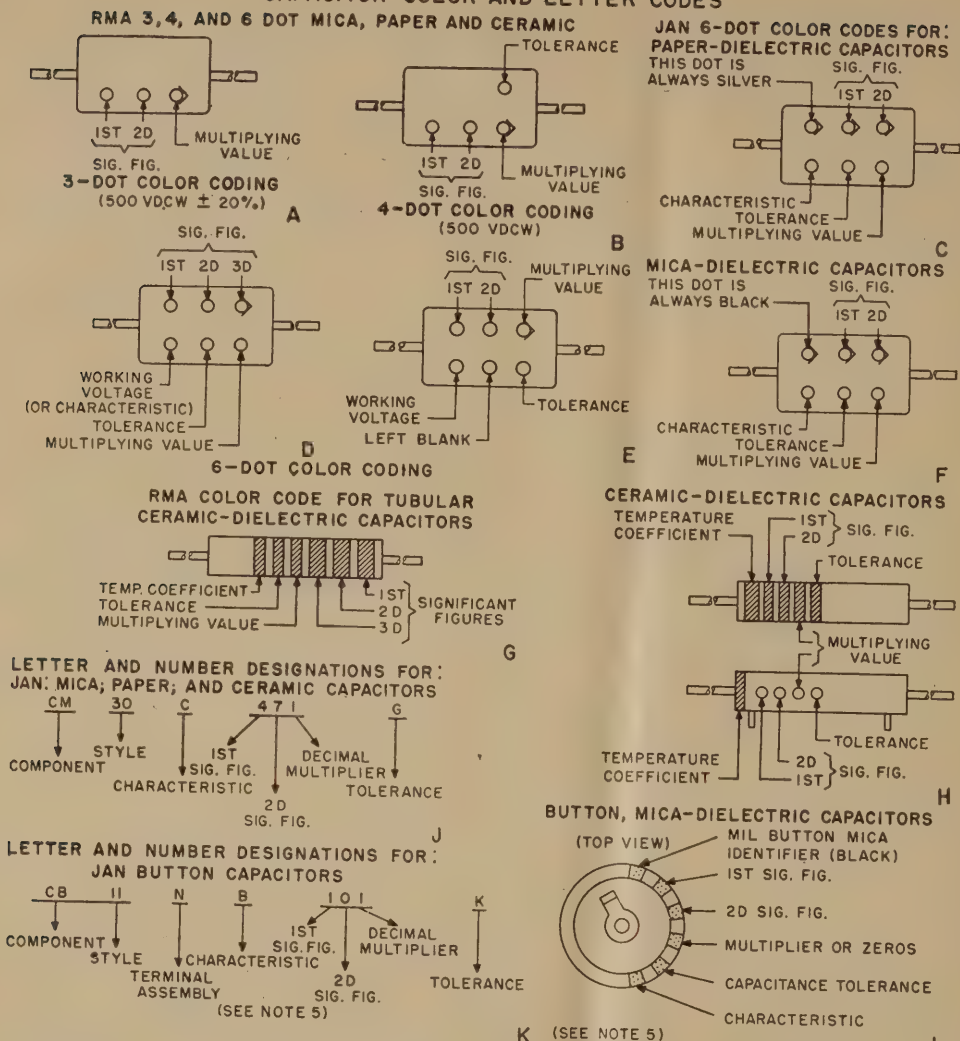 CAPACITOR COLOR AND LETTER CODES
RMA 3,4, AND 6 DOT MICA, PAPER AND CERAMIC
1ST 2D
SIG. FIG.
MULTIPLYING
VALUE
3-DOT COLOR CODING
(500 VDCW ± 20%)
A
TOLERANCE
1ST 2D
SIG. FIG.
MULTIPLYING
VALUE
4-DOT COLOR CODING
(500 VDCW)
B
JAN 6-DOT COLOR CODES FOR:
PAPER-DIELECTRIC CAPACITORS
THIS DOT IS
ALWAYS SILVER
SIG. FIG.
1ST 2D
CHARACTERISTIC
TOLERANCE
MULTIPLYING VALUE
C
SIG. FIG.
1ST 2D 3D
WORKING
VOLTAGE
(OR CHARACTERISTIC)
TOLERANCE
MULTIPLYING VALUE
D
SIG. FIG.
1ST 2D
MULTIPLYING
VALUE
WORKING
VOLTAGE
LEFT BLANK
TOLERANCE
E
6-DOT COLOR CODING
MICA-DIELECTRIC CAPACITORS
THIS DOT IS
ALWAYS BLACK
SIG. FIG.
1ST 2D
CHARACTERISTIC
TOLERANCE
MULTIPLYING VALUE
F
RMA COLOR CODE FOR TUBULAR
CERAMIC-DIELECTRIC CAPACITORS
TEMP. COEFFICIENT
TOLERANCE
MULTIPLYING VALUE
1ST
2D
3D
SIGNIFICANT
FIGURES
G
CERAMIC-DIELECTRIC CAPACITORS
TEMPERATURE
COEFFICIENT
1ST
2D
SIG. FIG.
TOLERANCE
MULTIPLYING
VALUE
TOLERANCE
TEMPERATURE
COEFFICIENT
2D
1ST
SIG. FIG.
H
LETTER AND NUMBER DESIGNATIONS FOR:
JAN: MICA; PAPER; AND CERAMIC CAPACITORS
CM 30 C 471 G
COMPONENT
STYLE
CHARACTERISTIC
1ST
SIG. FIG.
2D
SIG. FIG.
DECIMAL
MULTIPLIER
TOLERANCE
J
LETTER AND NUMBER DESIGNATIONS FOR:
JAN BUTTON CAPACITORS
CB 11 N B 101 K
COMPONENT
STYLE
TERMINAL
ASSEMBLY
CHARACTERISTIC
1ST
SIG. FIG.
2D
SIG. FIG.
DECIMAL
MULTIPLIER
TOLERANCE
(SEE NOTE 5)
K
BUTTON, MICA-DIELECTRIC CAPACITORS
(TOP VIEW)
MIL BUTTON MICA
IDENTIFIER (BLACK)
1ST SIG. FIG.
2D SIG. FIG.
MULTIPLIER OR ZEROS
CAPACITANCE TOLERANCE
CHARACTERISTIC
(SEE NOTE 5)